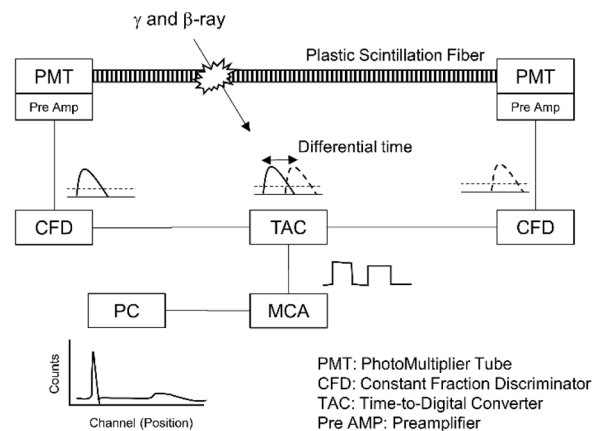 γ and β-ray
Plastic Scintillation Fiber
PMT
PMT
Pre Amp
Pre Amp
Differential time
CFD
TAC
CFD
PC
MCA
Counts
Channel (Position)
PMT: PhotoMultiplier Tube
CFD: Constant Fraction Discriminator
TAC: Time-to-Digital Converter
Pre AMP: Preamplifier